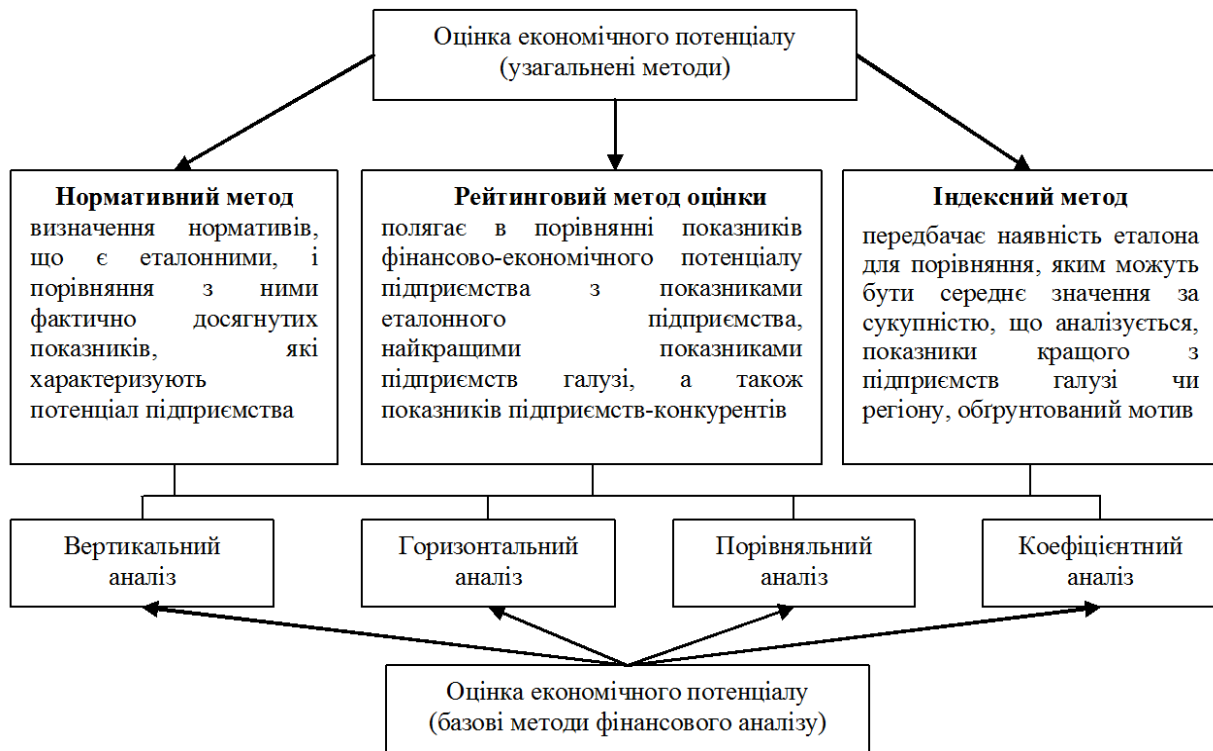 Оцінка економічного потенціалу
(узагальнені методи)
Нормативний метод
визначення нормативів,
що є еталонними, і
порівняння з ними
фактично досягнутих
показників, які
характеризують
потенціал підприємства
Рейтинговий метод оцінки
полягає в порівнянні показників
фінансово-економічного потенціалу
підприємства з показниками
еталонного підприємства,
найкращими показниками
підприємств галузі, а також
показників підприємств-конкурентів
Індексний метод
передбачає наявність еталона
для порівняння, яким можуть
бути середнє значення за
сукупністю, що аналізується,
показники кращого з
підприємств галузі чи
регіону, обґрунтований мотив
Вертикальний
аналіз
Горизонтальний
аналіз
Порівняльний
аналіз
Коефіцієнтний
аналіз
Оцінка економічного потенціалу
(базові методи фінансового аналізу)